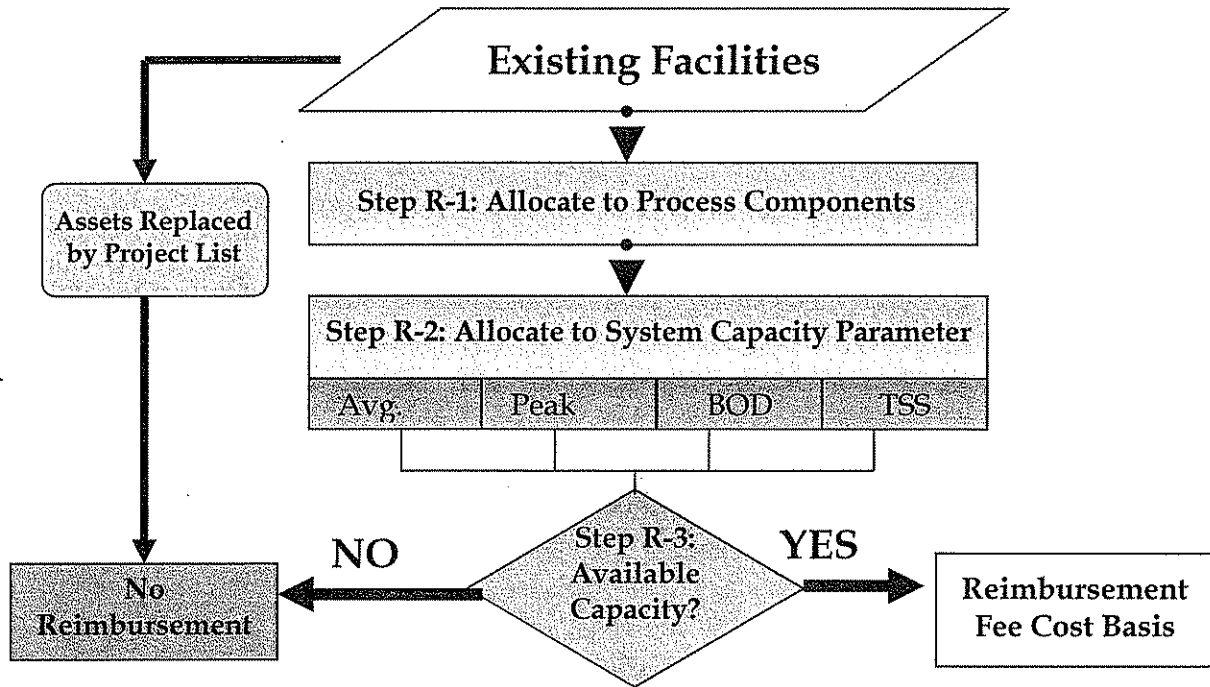 Existing Facilities
Step R-1: Allocate to Process Components
Assets Replaced
by Project List
Step R-2: Allocate to System Capacity Parameter
Avg.
Peak
BOD
TSS
Step R-3:
Available
Capacity?
NO
YES
No
Reimbursement
Reimbursement
Fee Cost Basis